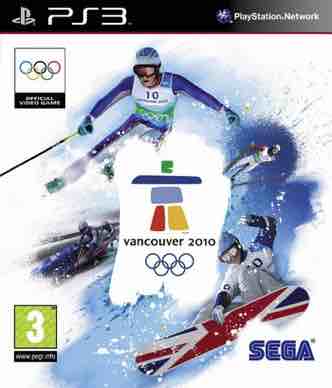 PS3
PlayStation®Network
OFFICIAL
VIDEO GAME
10
vancouver 2010
3
www.pegi.info
SEGA